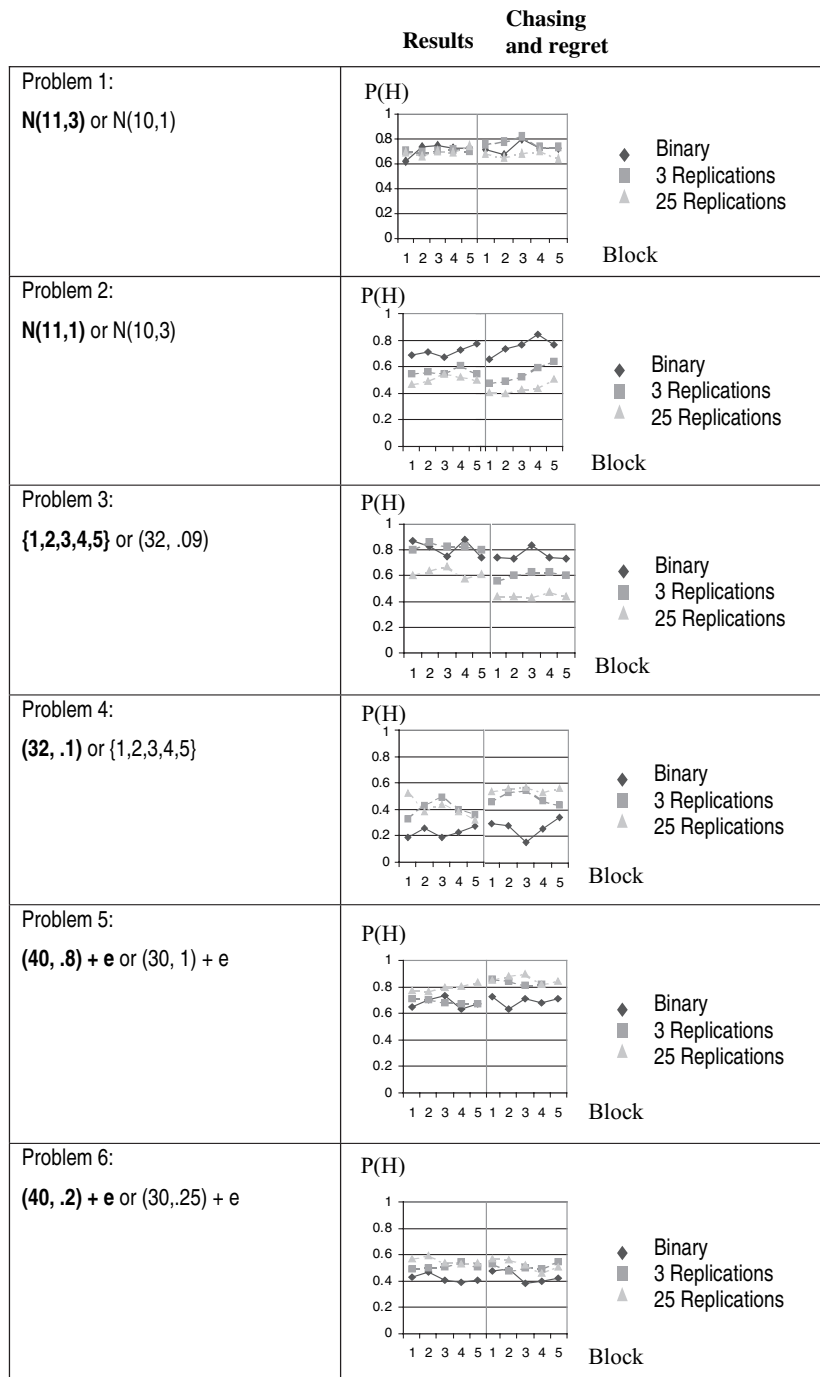 Results
Chasing
and regret
Problem 1:
N(11,3) or N(10,1)
P(H)
1
0.8
0.6
0.4
0.2
0
1 2 3 4 5 1 2 3 4 5
Block
Binary
3 Replications
25 Replications
Problem 2:
N(11,1) or N(10,3)
P(H)
1
0.8
0.6
0.4
0.2
0
1 2 3 4 5 1 2 3 4 5
Block
Binary
3 Replications
25 Replications
Problem 3:
{1,2,3,4,5} or (32, .09)
P(H)
1
0.8
0.6
0.4
0.2
0
1 2 3 4 5 1 2 3 4 5
Block
Binary
3 Replications
25 Replications
Problem 4:
(32, .1) or {1,2,3,4,5}
P(H)
1
0.8
0.6
0.4
0.2
0
1 2 3 4 5 1 2 3 4 5
Block
Binary
3 Replications
25 Replications
Problem 5:
(40, .8) + e or (30, 1) + e
P(H)
1
0.8
0.6
0.4
0.2
0
1 2 3 4 5 1 2 3 4 5
Block
Binary
3 Replications
25 Replications
Problem 6:
(40, .2) + e or (30,.25) + e
P(H)
1
0.8
0.6
0.4
0.2
0
1 2 3 4 5 1 2 3 4 5
Block
Binary
3 Replications
25 Replications